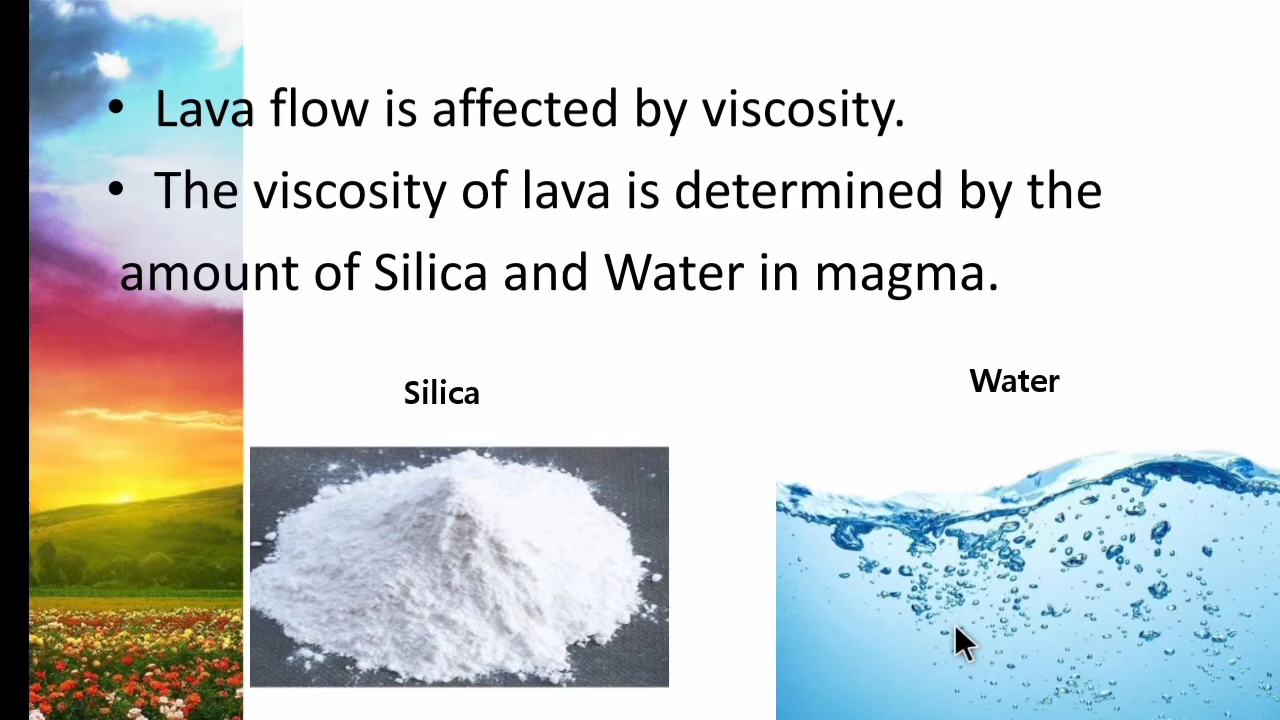 • Lava flow is affected by viscosity.
• The viscosity of lava is determined by the
amount of Silica and Water in magma.
Silica
Water